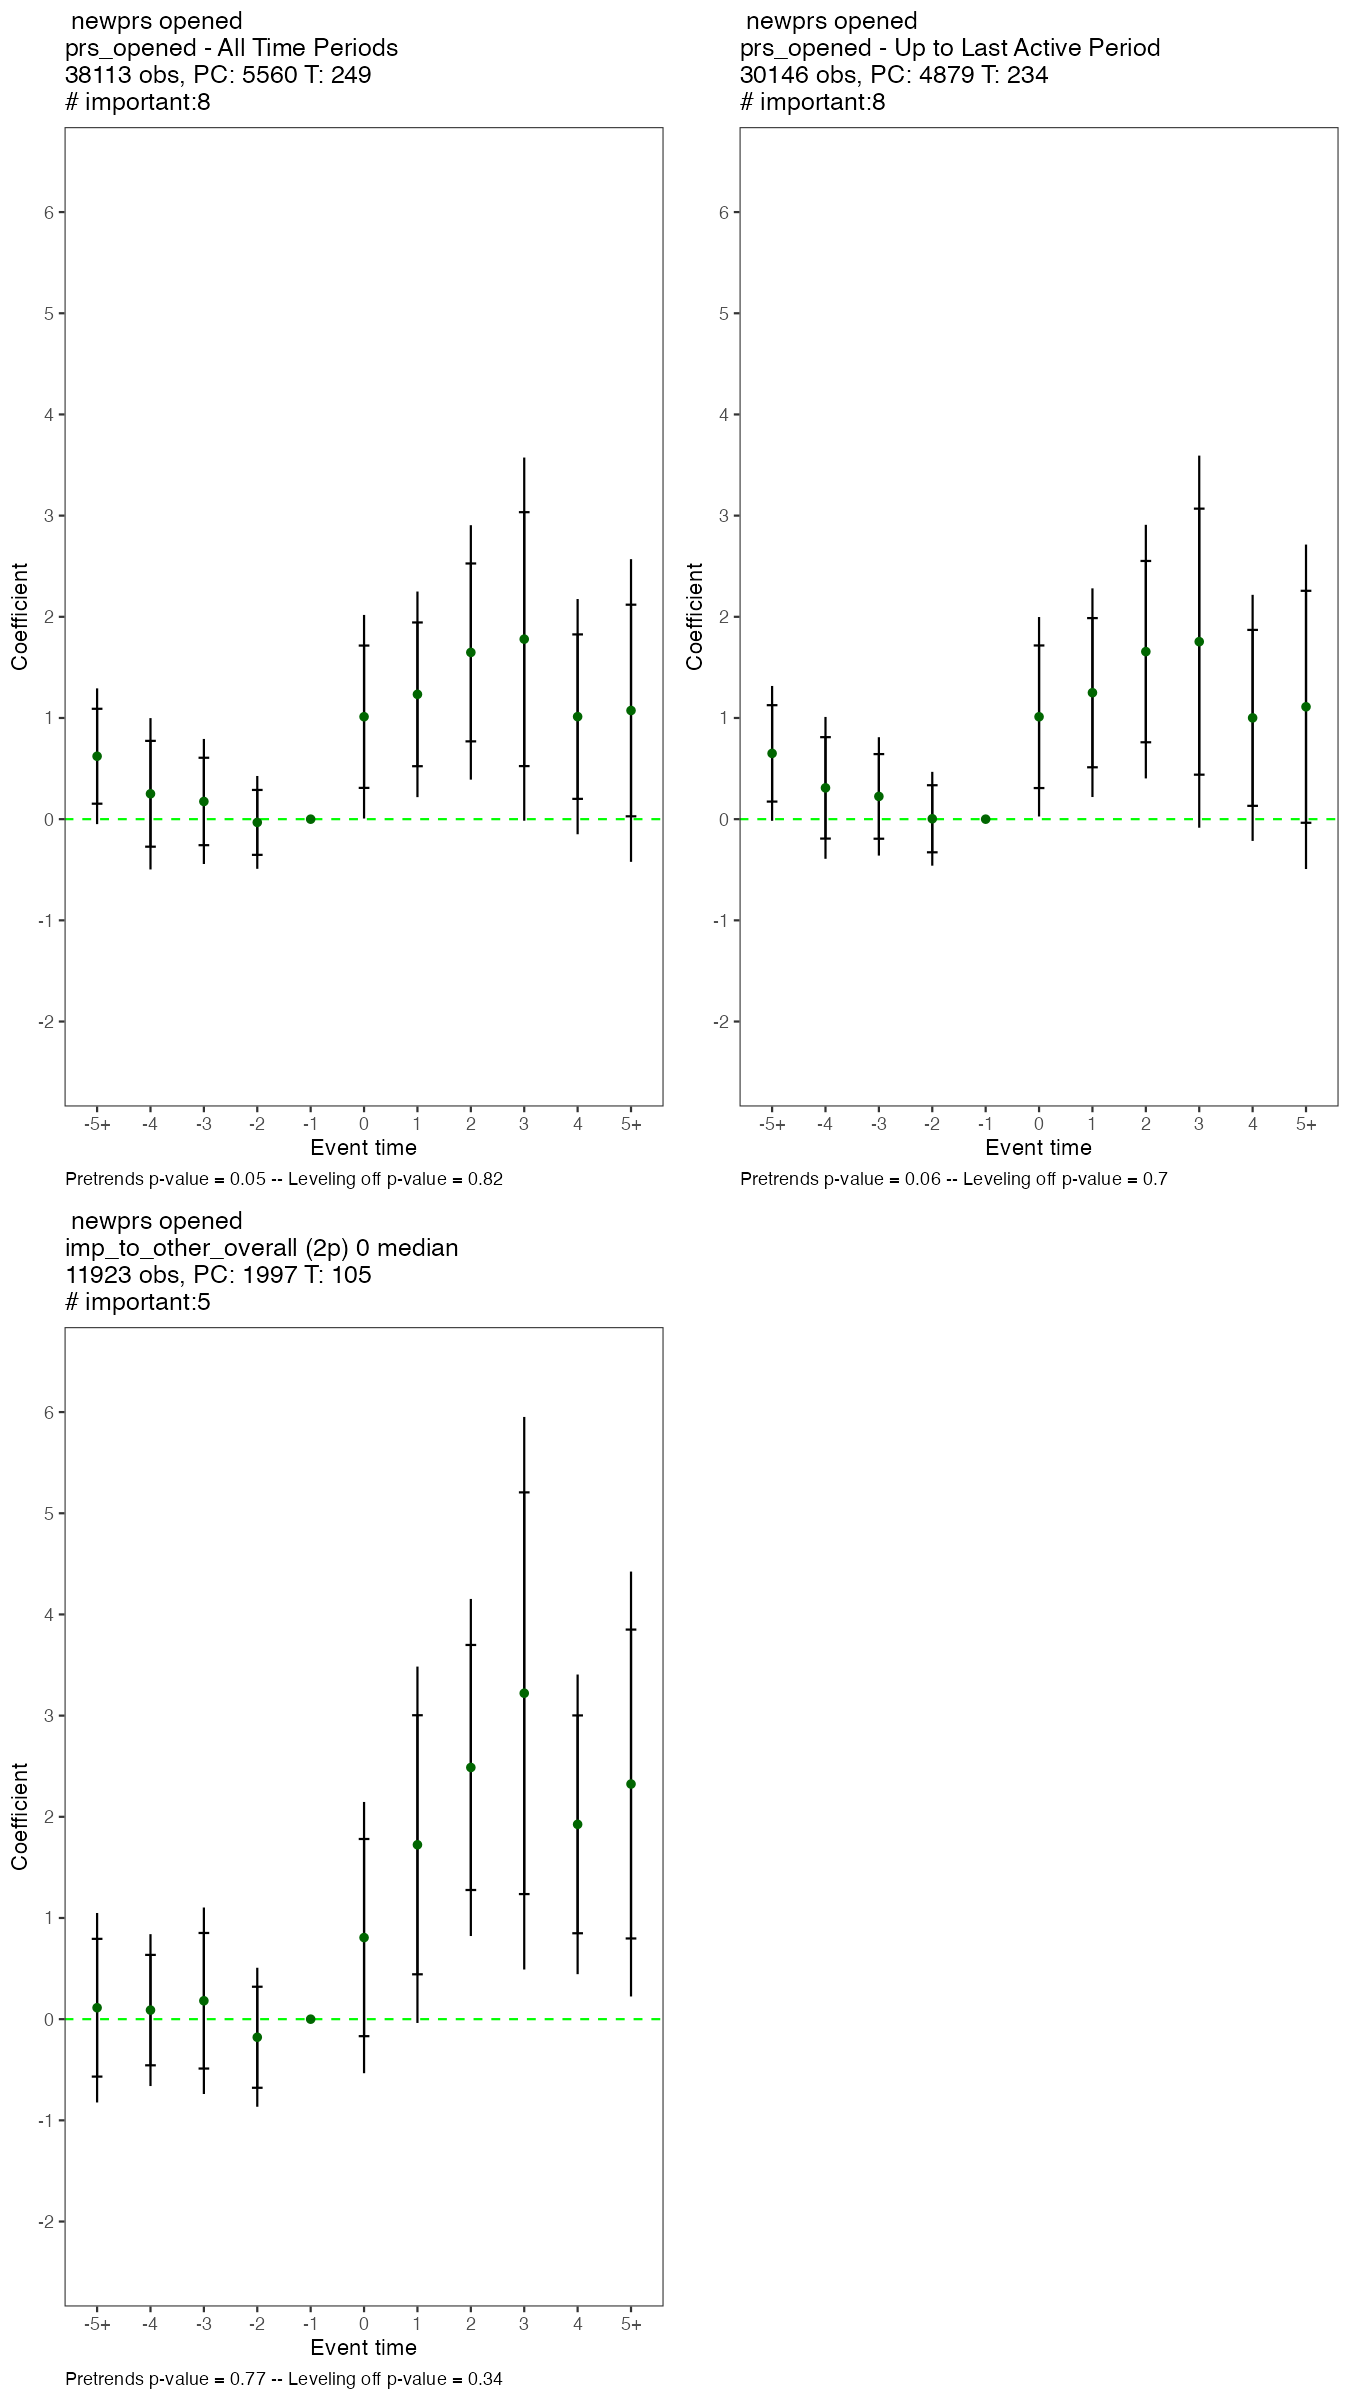 newprs opened
prs_opened - All Time Periods
38113 obs, PC: 5560 T: 249
# important:8
Coefficient
6
5
4
3
2
1
0
-1
-2
-5+ -4 -3 -2 -1 0 1 2 3 4 5+
Event time
Pretrends p-value = 0.05 -- Leveling off p-value = 0.82
newprs opened
prs_opened - Up to Last Active Period
30146 obs, PC: 4879 T: 234
# important:8
Coefficient
6
5
4
3
2
1
0
-1
-2
-5+ -4 -3 -2 -1 0 1 2 3 4 5+
Event time
Pretrends p-value = 0.06 -- Leveling off p-value = 0.7
newprs opened
imp_to_other_overall (2p) 0 median
11923 obs, PC: 1997 T: 105
# important:5
Coefficient
6
5
4
3
2
1
0
-1
-2
-5+ -4 -3 -2 -1 0 1 2 3 4 5+
Event time
Pretrends p-value = 0.77 -- Leveling off p-value = 0.34